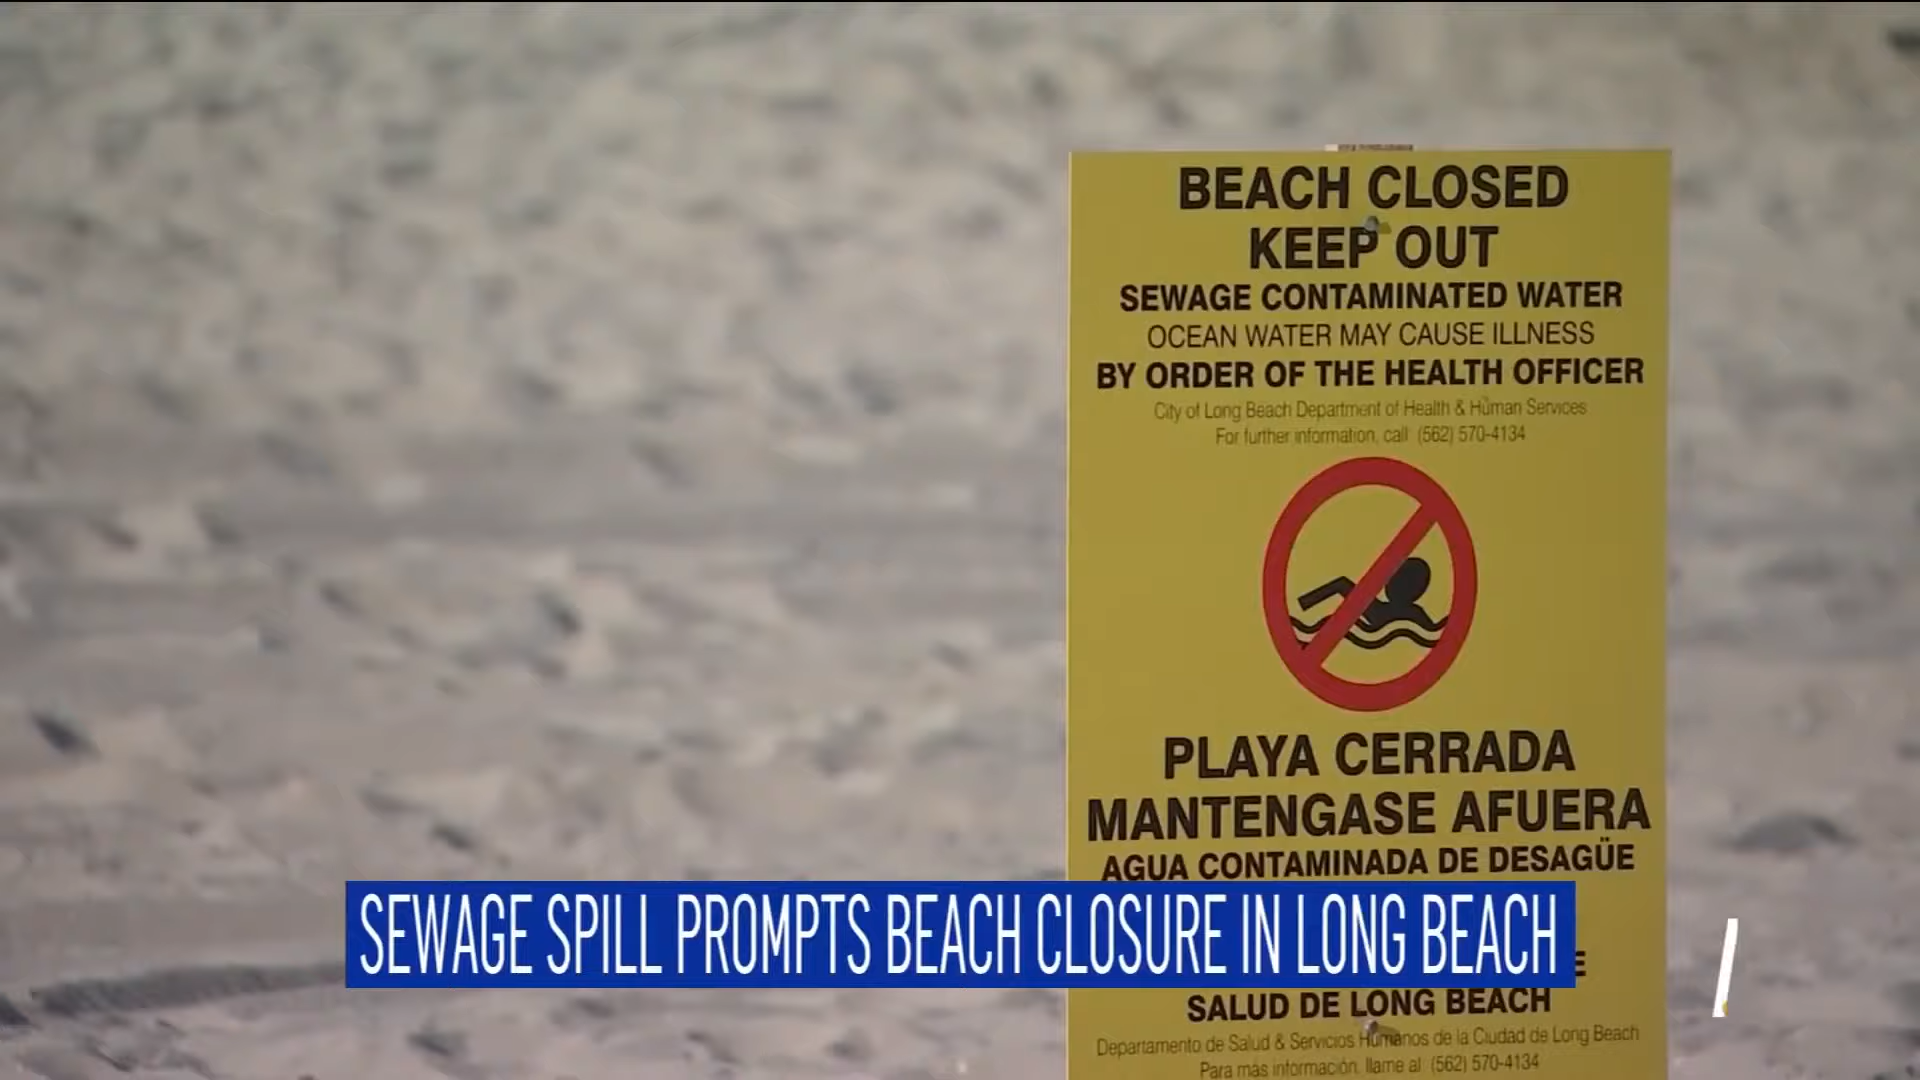 BEACH CLOSED
KEEP OUT
SEWAGE CONTAMINATED WATER
OCEAN WATER MAY CAUSE ILLNESS
BY ORDER OF THE HEALTH OFFICER
City of Long Beach Department of Health & Human Services
For further information, call (562) 570-4134
PLAYA CERRADA
MANTENGASE AFUERA
AGUA CONTAMINADA DE DESAGÜE
SEWAGE SPILL PROMPTS BEACH CLOSURE IN LONG BEACH
SALUD DE LONG BEACH
Departamento de Salud & Servicios Humanos de la Ciudad de Long Beach
Para más información, llame al (562) 570-4134